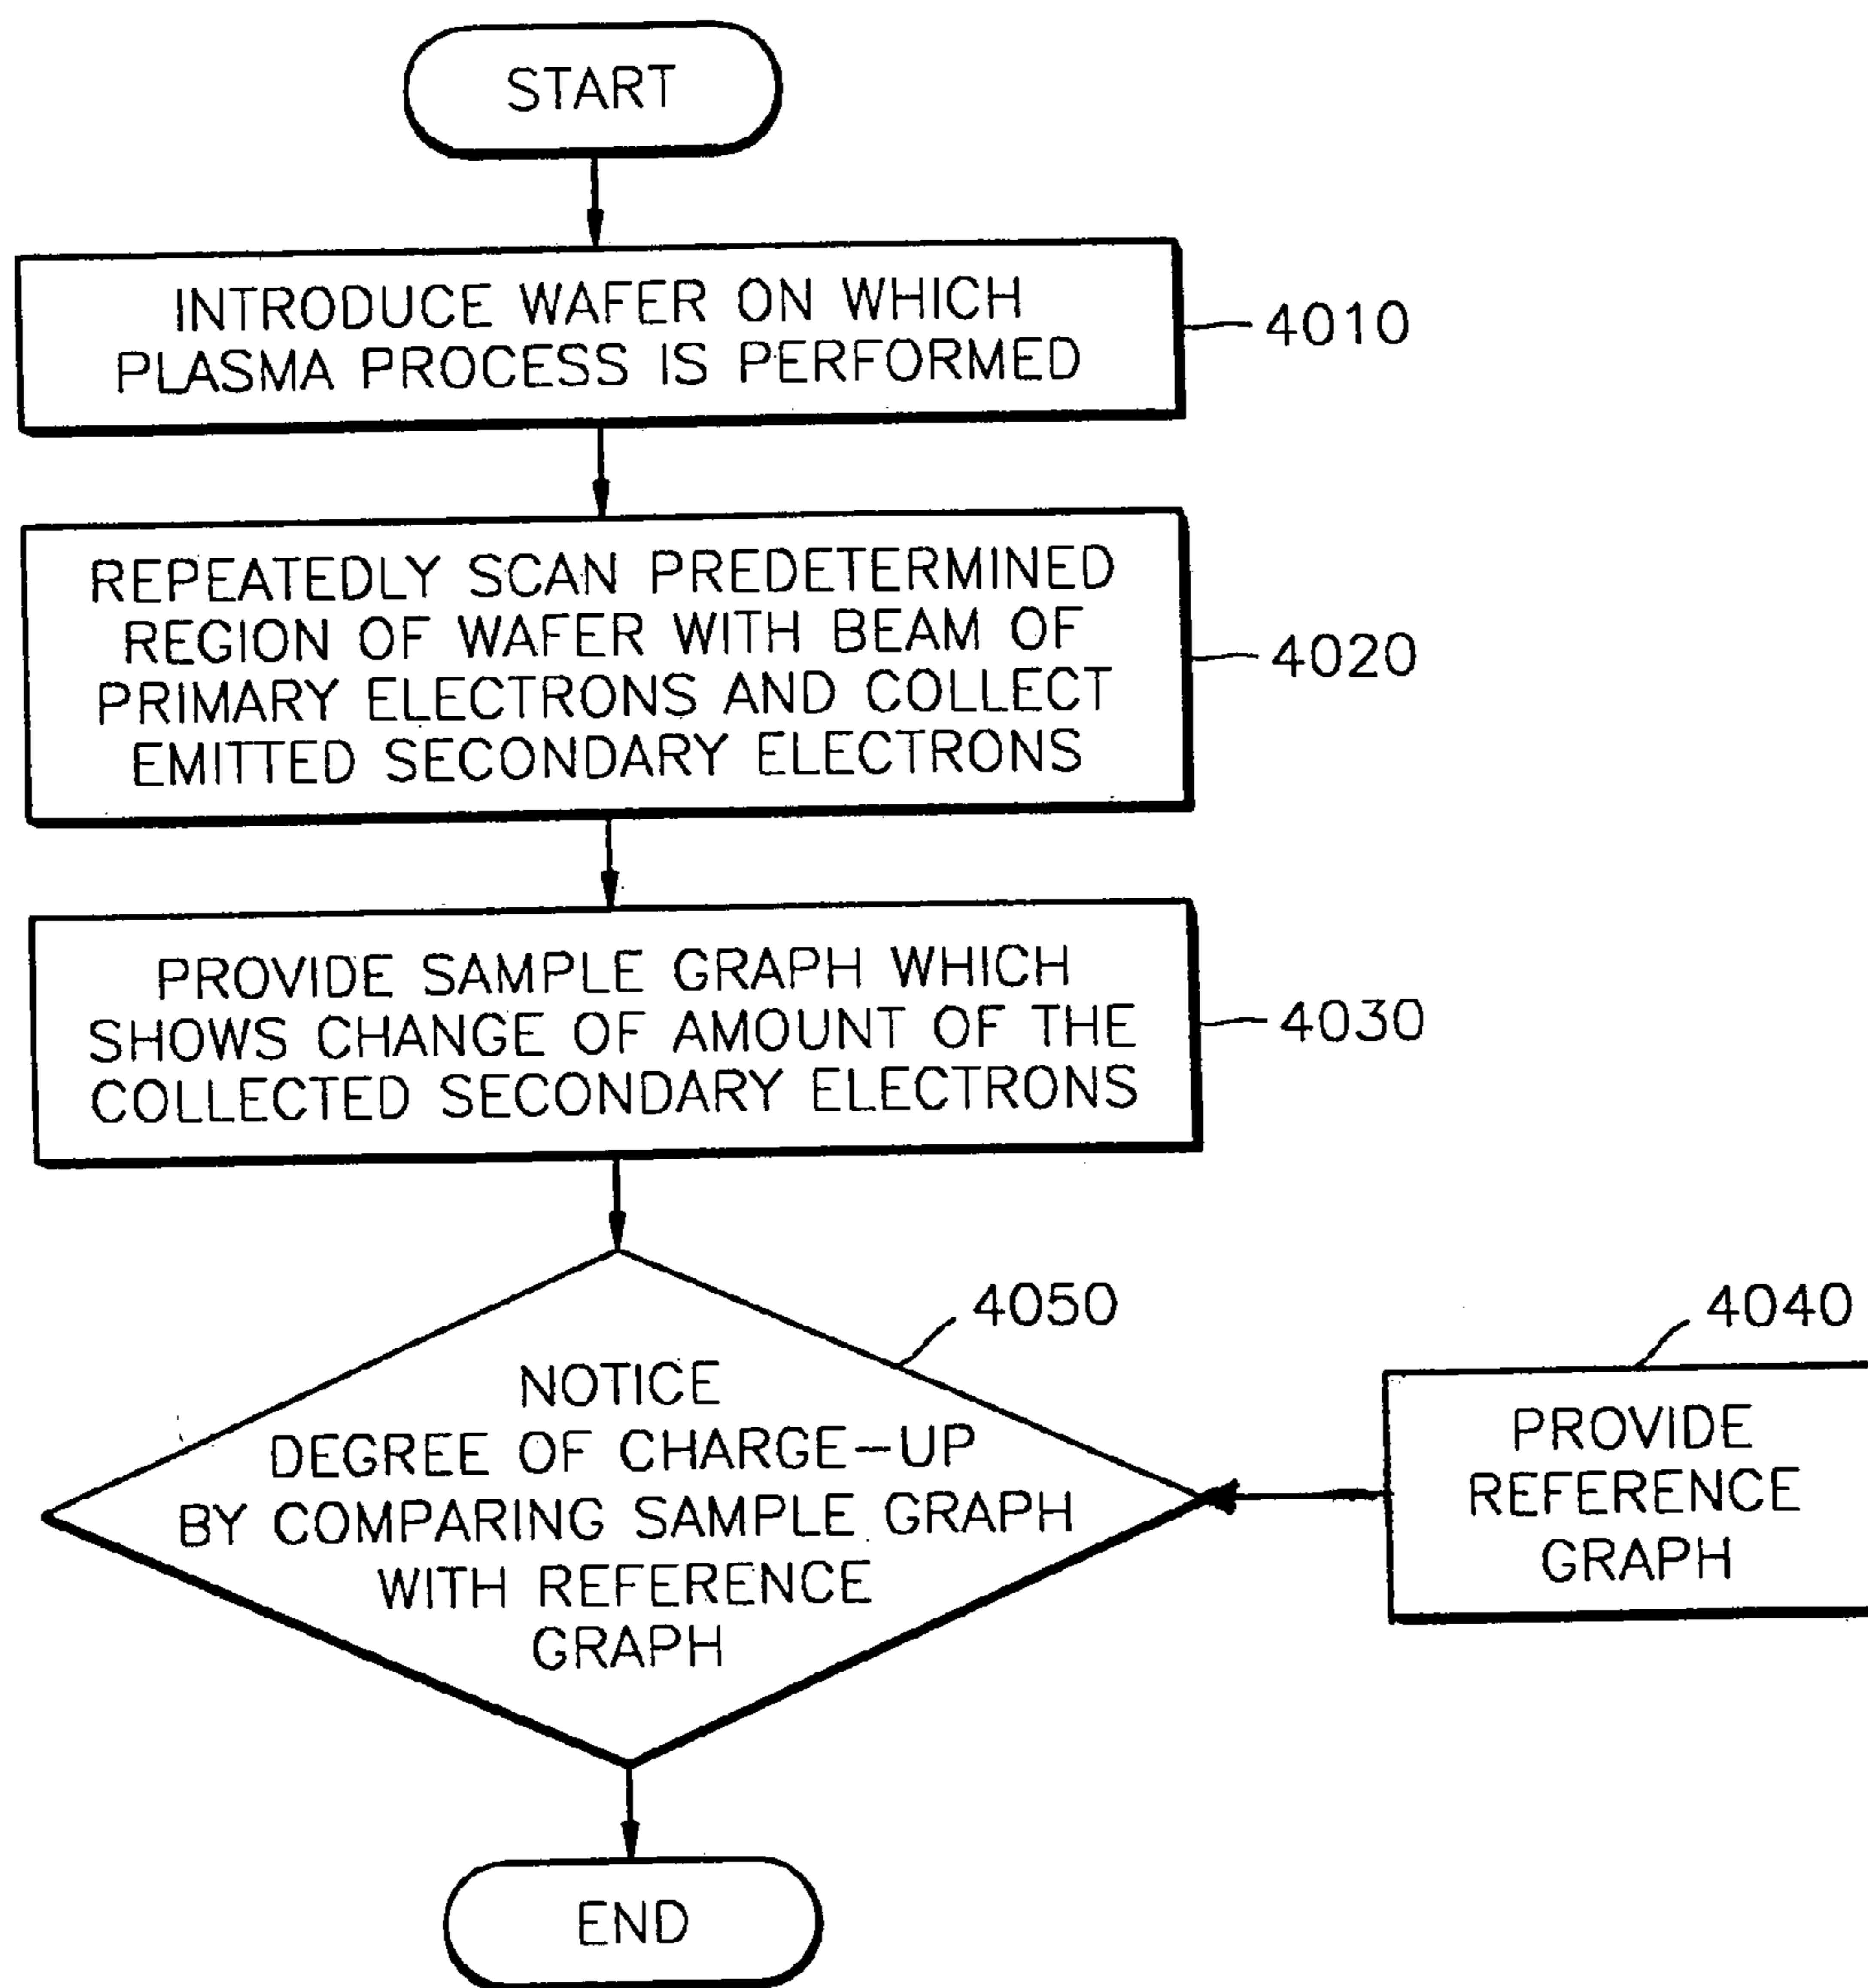 START
INTRODUCE WAFER ON WHICH
PLASMA PROCESS IS PERFORMED
4010
REPEATEDLY SCAN PREDETERMINED
REGION OF WAFER WITH BEAM OF
PRIMARY ELECTRONS AND COLLECT
EMITTED SECONDARY ELECTRONS
4020
PROVIDE SAMPLE GRAPH WHICH
SHOWS CHANGE OF AMOUNT OF THE
COLLECTED SECONDARY ELECTRONS
4030
4050
NOTICE
DEGREE OF CHARGE-UP
BY COMPARING SAMPLE GRAPH
WITH REFERENCE
GRAPH
4040
PROVIDE
REFERENCE
GRAPH
END